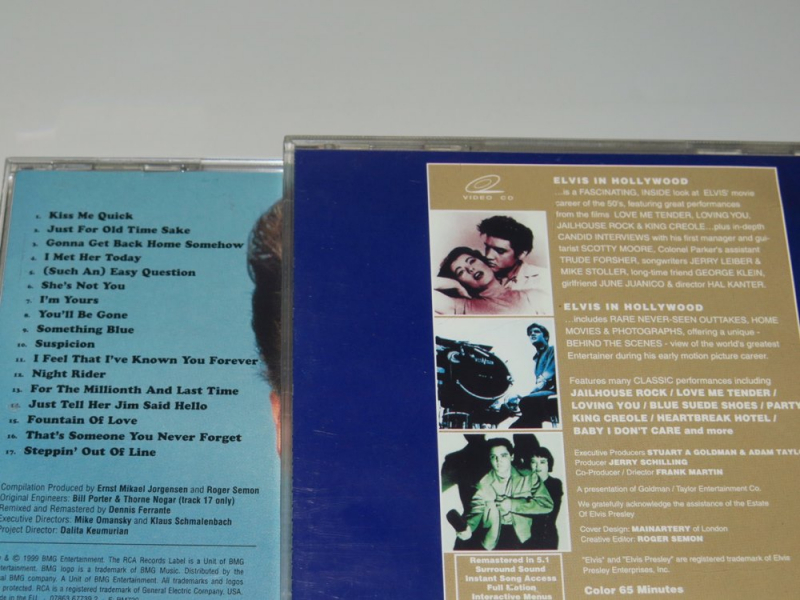 1. Kiss Me Quick
2. Just For Old Time Sake
3. Gonna Get Back Home Somehow
4. I Met Her Today
5. (Such An) Easy Question
6. She's Not You
7. I'm Yours
8. You'll Be Gone
9. Something Blue
10. Suspicion
11. I Feel That I've Known You Forever
12. Night Rider
13. For The Millionth And Last Time
14. Just Tell Her Jim Said Hello
15. Fountain Of Love
16. That's Someone You Never Forget
17. Steppin' Out Of Line
Compilation Produced by Ernst Mikael Jorgensen and Roger Semon
Original Engineers: Bill Porter & Thorne Nogar (track 17 only)
Remixed and Remastered by Dennis Ferrante
Executive Directors: Mike Omansky and Klaus Schmalenbach
Project Director: Dalita Keumurian
& © 1999 BMG Entertainment. The RCA Records Label is a Unit of BMG
BMG logo is a trademark of BMG Music. Distributed by the
BMG company. A Unit of BMG Entertainment. All trademarks and logos
protected. RCA is a registered trademark of General Electric Company, USA.
VIDEO CD
ELVIS IN HOLLYWOOD
...is a FASCINATING, INSIDE look at ELVIS' movie
career of the 50's, featuring great performances
from the films LOVE ME TENDER, LOVING YOU,
JAILHOUSE ROCK & KING CREOLE...plus in-depth
CANDID INTERVIEWS with his first manager and gui-
tarist SCOTTY MOORE, Colonel Parker's assistant
TRUDE FORSHER, songwriters JERRY LEIBER &
MIKE STOLLER, long-time friend GEORGE KLEIN,
girlfriend JUNE JUANICO & director HAL KANTER.
ELVIS IN HOLLYWOOD
...includes RARE NEVER-SEEN OUTTAKES, HOME
MOVIES & PHOTOGRAPHS, offering a unique -
BEHIND THE SCENES - view of the world's greatest
Entertainer during his early motion picture career.
Features many CLASSIC performances including
JAILHOUSE ROCK / LOVE ME TENDER /
LOVING YOU / BLUE SUEDE SHOES / PARTY
KING CREOLE / HEARTBREAK HOTEL /
BABY I DON'T CARE and more
Executive Producers STUART A GOLDMAN & ADAM TAYL
Producer JERRY SCHILLING
Co-Producer / Director FRANK MARTIN
A presentation of Goldman / Taylor Entertainment Co.
We gratefully acknowledge the assistance of the Estate
Of Elvis Presley
Cover Design: MAINARTERY of London
Creative Editor: ROGER SEMON
"Elvis" and "Elvis Presley" are registered trademark of Elvis
Presley Enterprises, Inc.
Color 65 Minutes
Remastered in 5.1
Surround Sound
Instant Song Access
Full
Interactive Menus